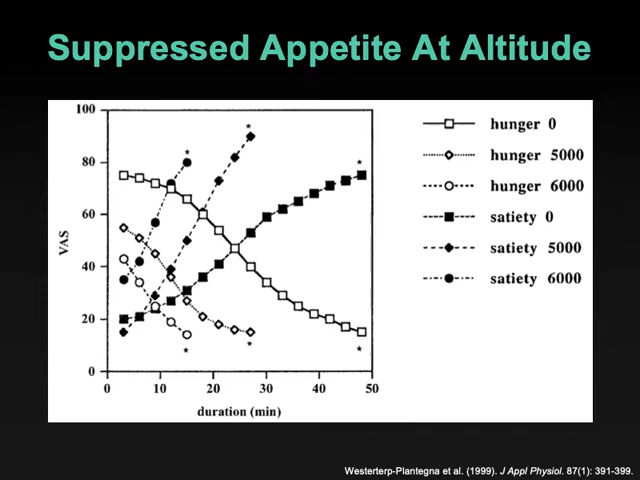 Suppressed Appetite At Altitude
100
80
60
40
20
0
VAS
0 10 20 30 40 50
duration (min)
* * *
* * *
hunger 0
hunger 5000
hunger 6000
satiety 0
satiety 5000
satiety 6000
Westerterp-Plantegna et al. (1999). J Appl Physiol. 87(1): 391-399.